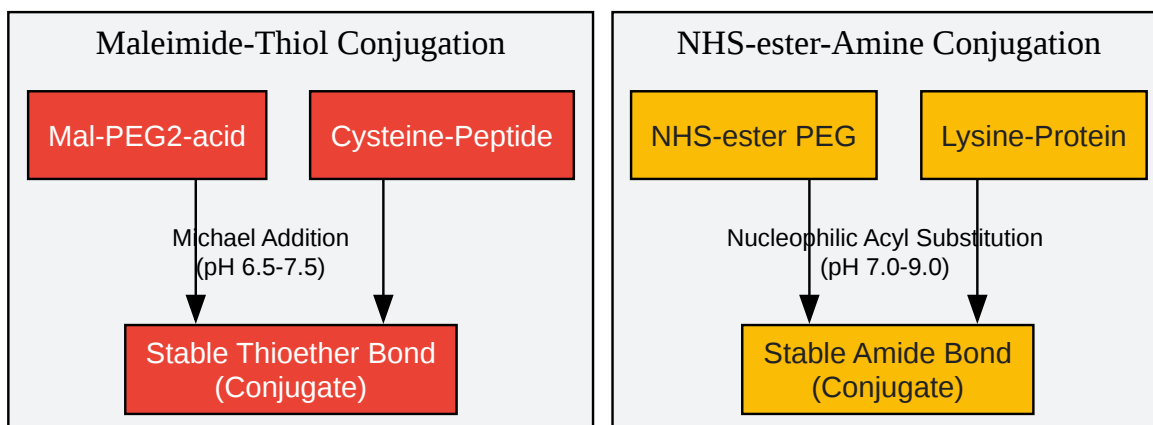 Maleimide-Thiol Conjugation
Mal-PEG2-acid
Cysteine-Peptide
Michael Addition
(pH 6.5-7.5)
Stable Thioether Bond
(Conjugate)
NHS-ester-Amine Conjugation
NHS-ester PEG
Lysine-Protein
Nucleophilic Acyl Substitution
(pH 7.0-9.0)
Stable Amide Bond
(Conjugate)